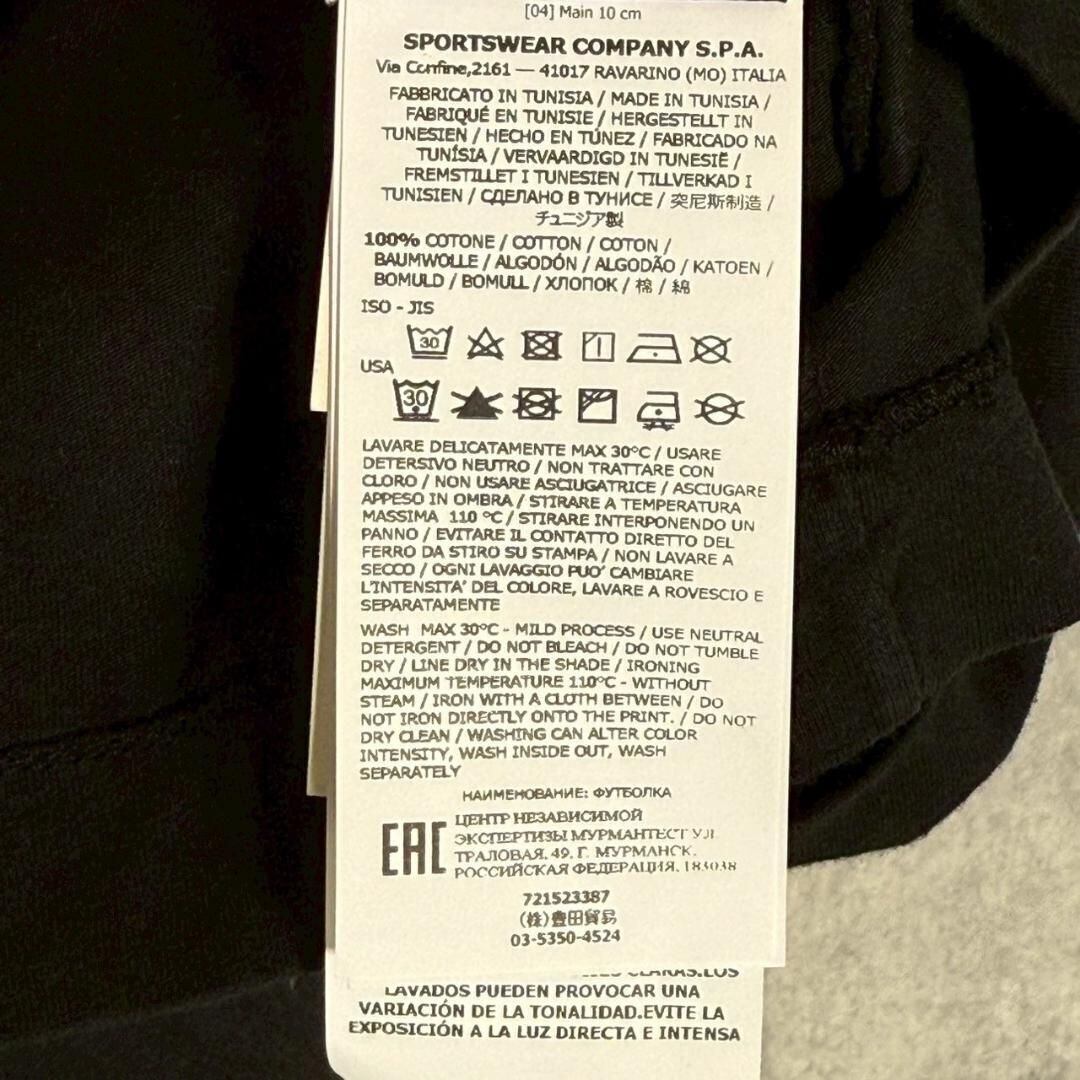 [04] Main 10 cm
SPORTSWEAR COMPANY S.P.A.
Via Confine,2161 — 41017 RAVARINO (MO) ITALIA
FABBRICATO IN TUNISIA / MADE IN TUNISIA /
FABRIQUÉ EN TUNISIE / HERGESTELLT IN
TUNESIEN / HECHO EN TÚNEZ / FABRICADO NA
TUNÍSIA / VERVAARDIGD IN TUNESIË /
FREMSTILLET I TUNESIEN / TILLVERKAD I
TUNISIEN / СДЕЛАНО В ТУНИСЕ / 突尼斯制造 /
チュニジア製
100% COTONE / COTTON / COTON /
BAUMWOLLE / ALGODÓN / ALGODÃO / KATOEN /
BOMULD / BOMULL / ХЛОПОК / 棉 / 綿
ISO - JIS
30
USA
30
LAVARE DELICATAMENTE MAX 30°C / USARE
DETERSIVO NEUTRO / NON TRATTARE CON
CLORO / NON USARE ASCIUGATRICE / ASCIUGARE
APPESO IN OMBRA / STIRARE A TEMPERATURA
MASSIMA 110 °C / STIRARE INTERPONENDO UN
PANNO / EVITARE IL CONTATTO DIRETTO DEL
FERRO DA STIRO SU STAMPA / NON LAVARE A
SECCO / OGNI LAVAGGIO PUO' CAMBIARE
L'INTENSITA' DEL COLORE, LAVARE A ROVESCIO E
SEPARATAMENTE
WASH MAX 30°C - MILD PROCESS / USE NEUTRAL
DETERGENT / DO NOT BLEACH / DO NOT TUMBLE
DRY / LINE DRY IN THE SHADE / IRONING
MAXIMUM TEMPERATURE 110°C - WITHOUT
STEAM / IRON WITH A CLOTH BETWEEN / DO
NOT IRON DIRECTLY ONTO THE PRINT. / DO NOT
DRY CLEAN / WASHING CAN ALTER COLOR
INTENSITY, WASH INSIDE OUT, WASH
SEPARATELY
НАИМЕНОВАНИЕ: ФУТБОЛКА
EAC
ЦЕНТР НЕЗАВИСИМОЙ
ЭКСПЕРТИЗЫ МУРМАНТЕСТ УЛ
ТРАЛОВАЯ. 49. Г. МУРМАНСК.
РОССИЙСКАЯ ФЕДЕРАЦИЯ. 183038
721523387
(株)豊田貿易
03-5350-4524
CLARAS.LOS
LAVADOS PUEDEN PROVOCAR UNA
VARIACIÓN DE LA TONALIDAD.EVITE LA
EXPOSICIÓN A LA LUZ DIRECTA E INTENSA